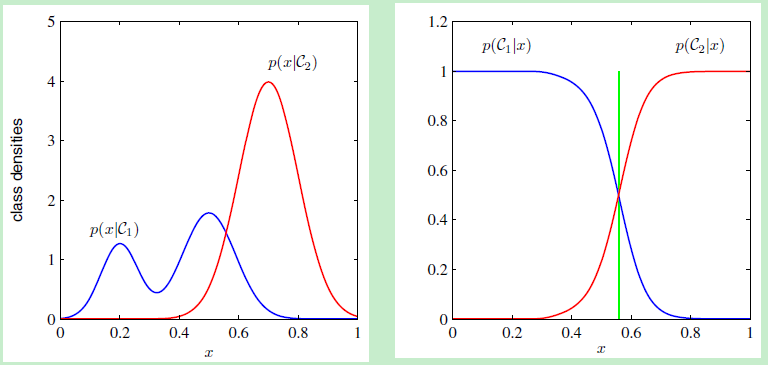 5
4
3
2
1
0
class densities
p(x|C₂)
p(x|C₁)
0 0.2 0.4 0.6 0.8 1
x
1.2
1
0.8
0.6
0.4
0.2
0
p(C₁|x) p(C₂|x)
0 0.2 0.4 0.6 0.8 1
x